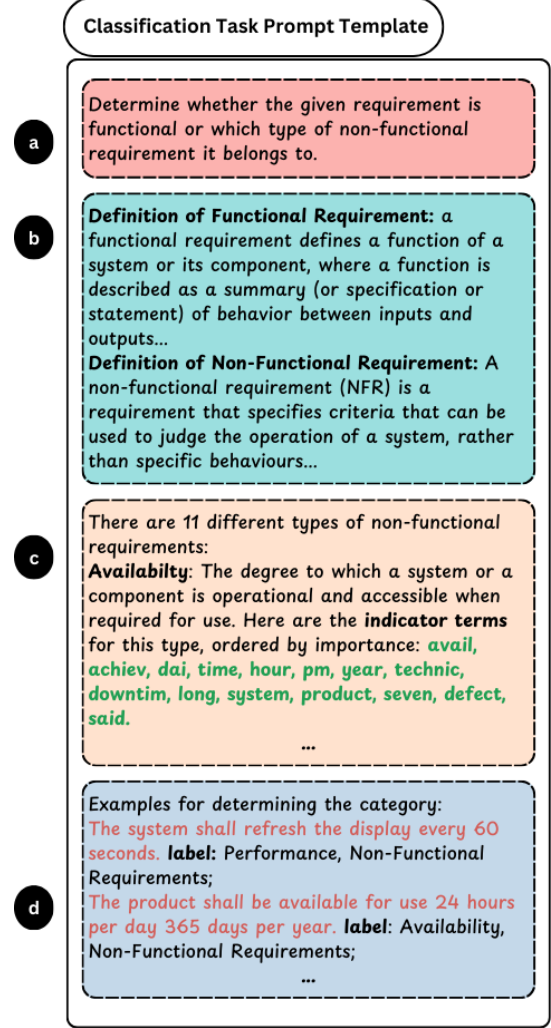 Classification Task Prompt Template
a
Determine whether the given requirement is
functional or which type of non-functional
requirement it belongs to.
b
Definition of Functional Requirement: a
functional requirement defines a function of a
system or its component, where a function is
described as a summary (or specification or
statement) of behavior between inputs and
outputs...
Definition of Non-Functional Requirement: A
non-functional requirement (NFR) is a
requirement that specifies criteria that can be
used to judge the operation of a system, rather
than specific behaviours...
c
There are 11 different types of non-functional
requirements:
Availabilty: The degree to which a system or a
component is operational and accessible when
required for use. Here are the indicator terms
for this type, ordered by importance: avail,
achiev, dai, time, hour, pm, year, technic,
downtim, long, system, product, seven, defect,
said.
...
d
Examples for determining the category:
The system shall refresh the display every 60
seconds. label: Performance, Non-Functional
Requirements;
The product shall be available for use 24 hours
per day 365 days per year. label: Availability,
Non-Functional Requirements;
...